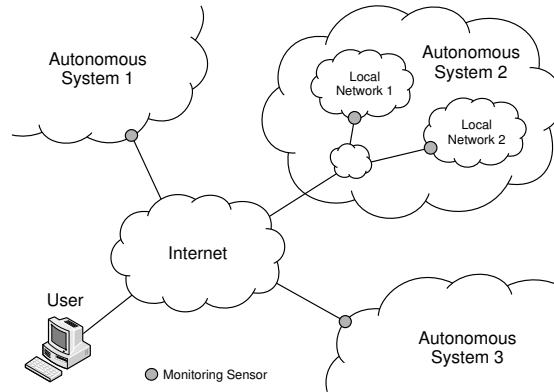 Autonomous
System 1
Autonomous
System 2
Local
Network 1
Local
Network 2
Internet
User
Autonomous
System 3
Monitoring Sensor